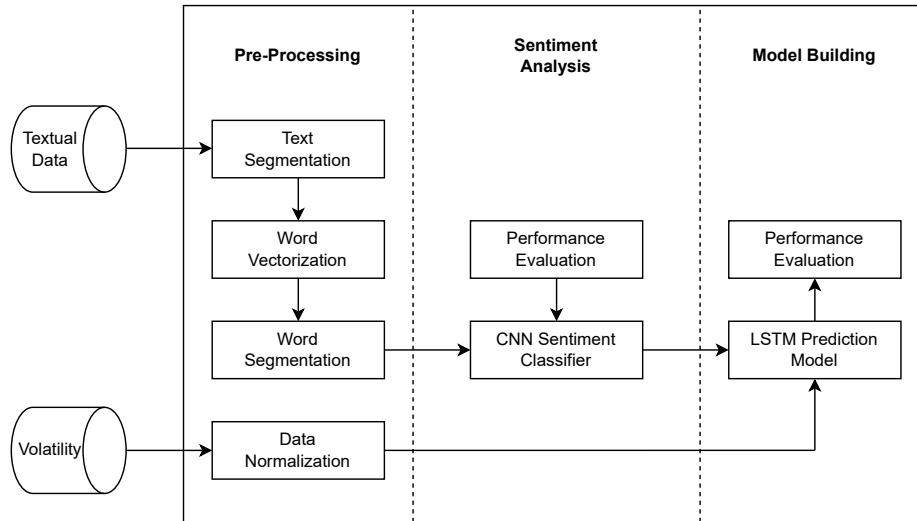 Pre-Processing
Sentiment
Analysis
Model Building
Textual
Data
Text
Segmentation
Word
Vectorization
Performance
Evaluation
Performance
Evaluation
Word
Segmentation
CNN Sentiment
Classifier
LSTM Prediction
Model
Volatility
Data
Normalization